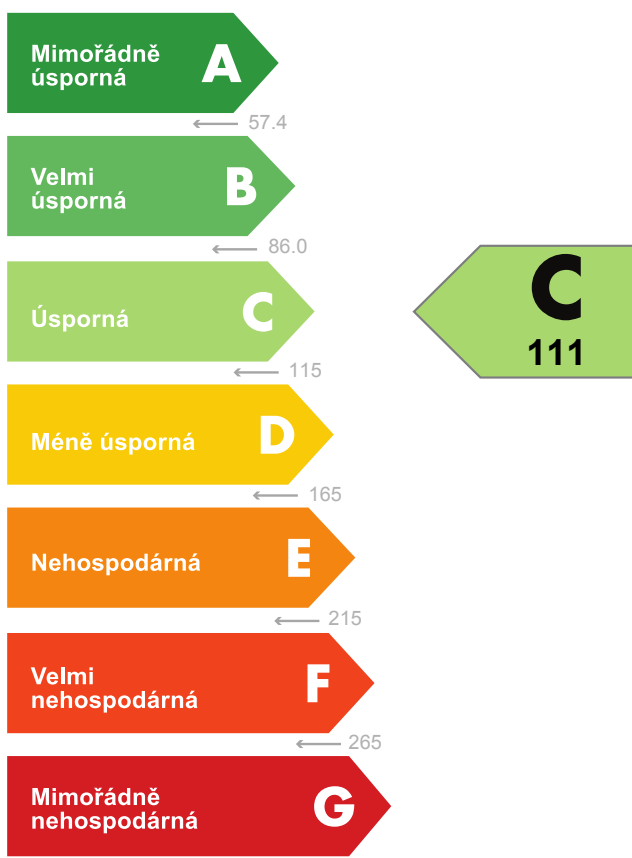 Mimořádně
úsporná
A
← 57.4
Velmi
úsporná
B
← 86.0
Úsporná
C
← 115
C
111
Méně úsporná
D
← 165
Nehospodárná
E
← 215
Velmi
nehospodárná
F
← 265
Mimořádně
nehospodárná
G